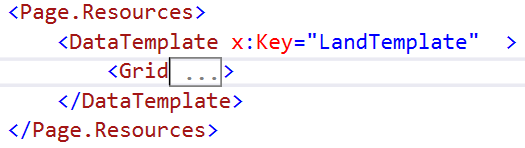 <Page.Resources>
<DataTemplate x:Key="LandTemplate"  >
<Grid ...>
</DataTemplate>
</Page.Resources>